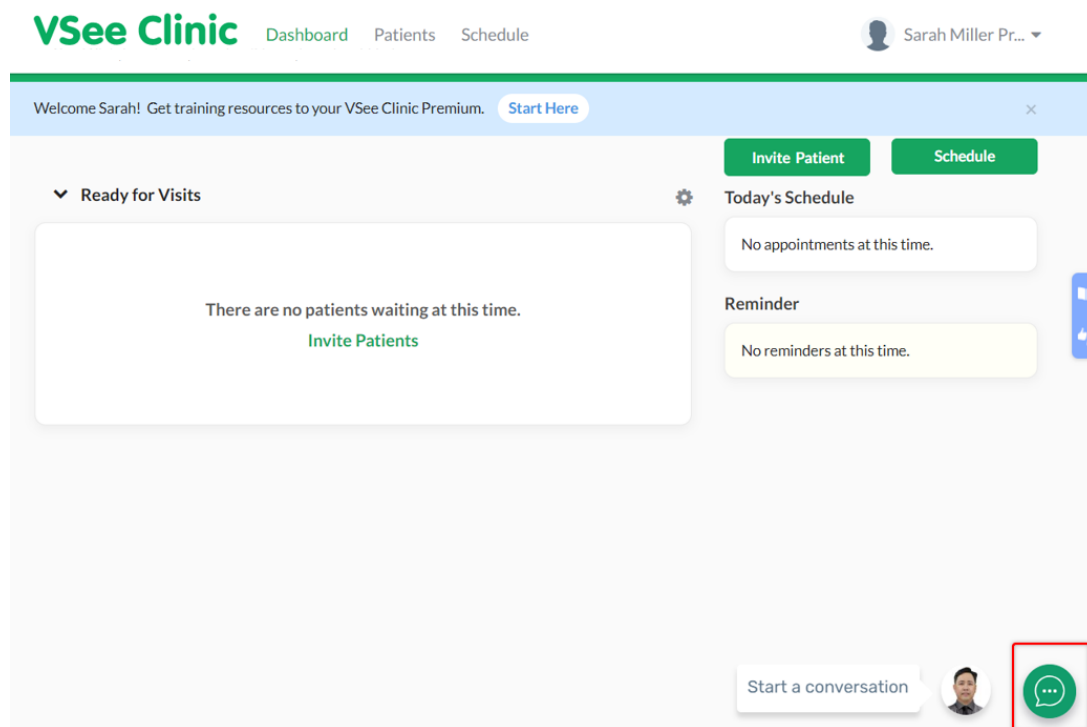 VSee Clinic Dashboard Patients Schedule Sarah Miller Pr...
Welcome Sarah! Get training resources to your VSee Clinic Premium. Start Here ×
Invite Patient Schedule
Ready for Visits
Today's Schedule
No appointments at this time.
There are no patients waiting at this time.
Invite Patients
Reminder
No reminders at this time.
Start a conversation